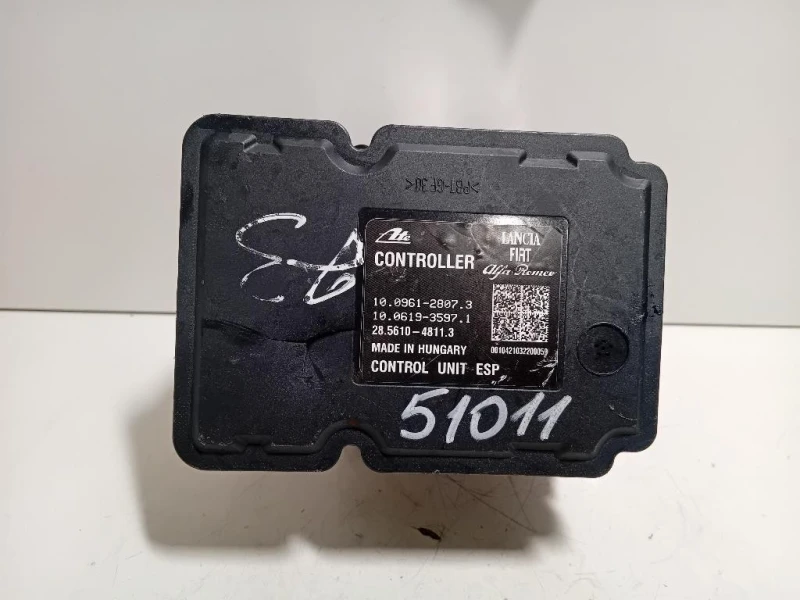 >PBT-GF30<
Ate
LANCIA
FIAT
Alfa Romeo
CONTROLLER
10.0961-2807.3
10.0619-3597.1
28.5610-4811.3
MADE IN HUNGARY
0010421032200059
CONTROL UNIT ESP
51011